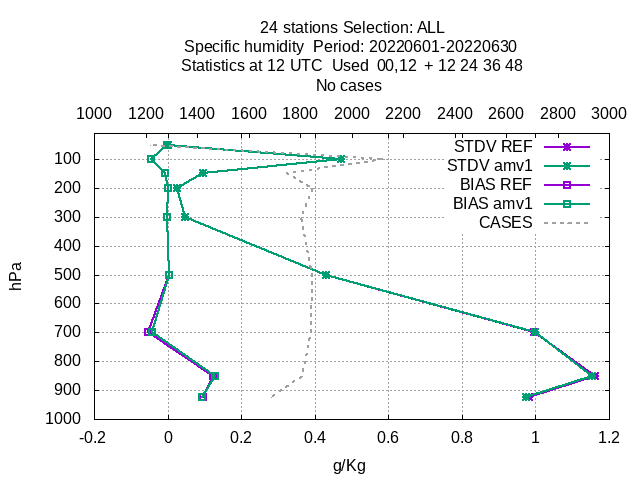 24 stations Selection: ALL
Specific humidity  Period: 20220601-20220630
Statistics at 12 UTC  Used  00,12  + 12 24 36 48
No cases
1000 1200 1400 1600 1800 2000 2200 2400 2600 2800 3000
STDV REF
STDV amv1
BIAS REF
BIAS amv1
CASES
100
200
300
400
500
600
700
800
900
1000
hPa
-0.2 0 0.2 0.4 0.6 0.8 1 1.2
g/Kg